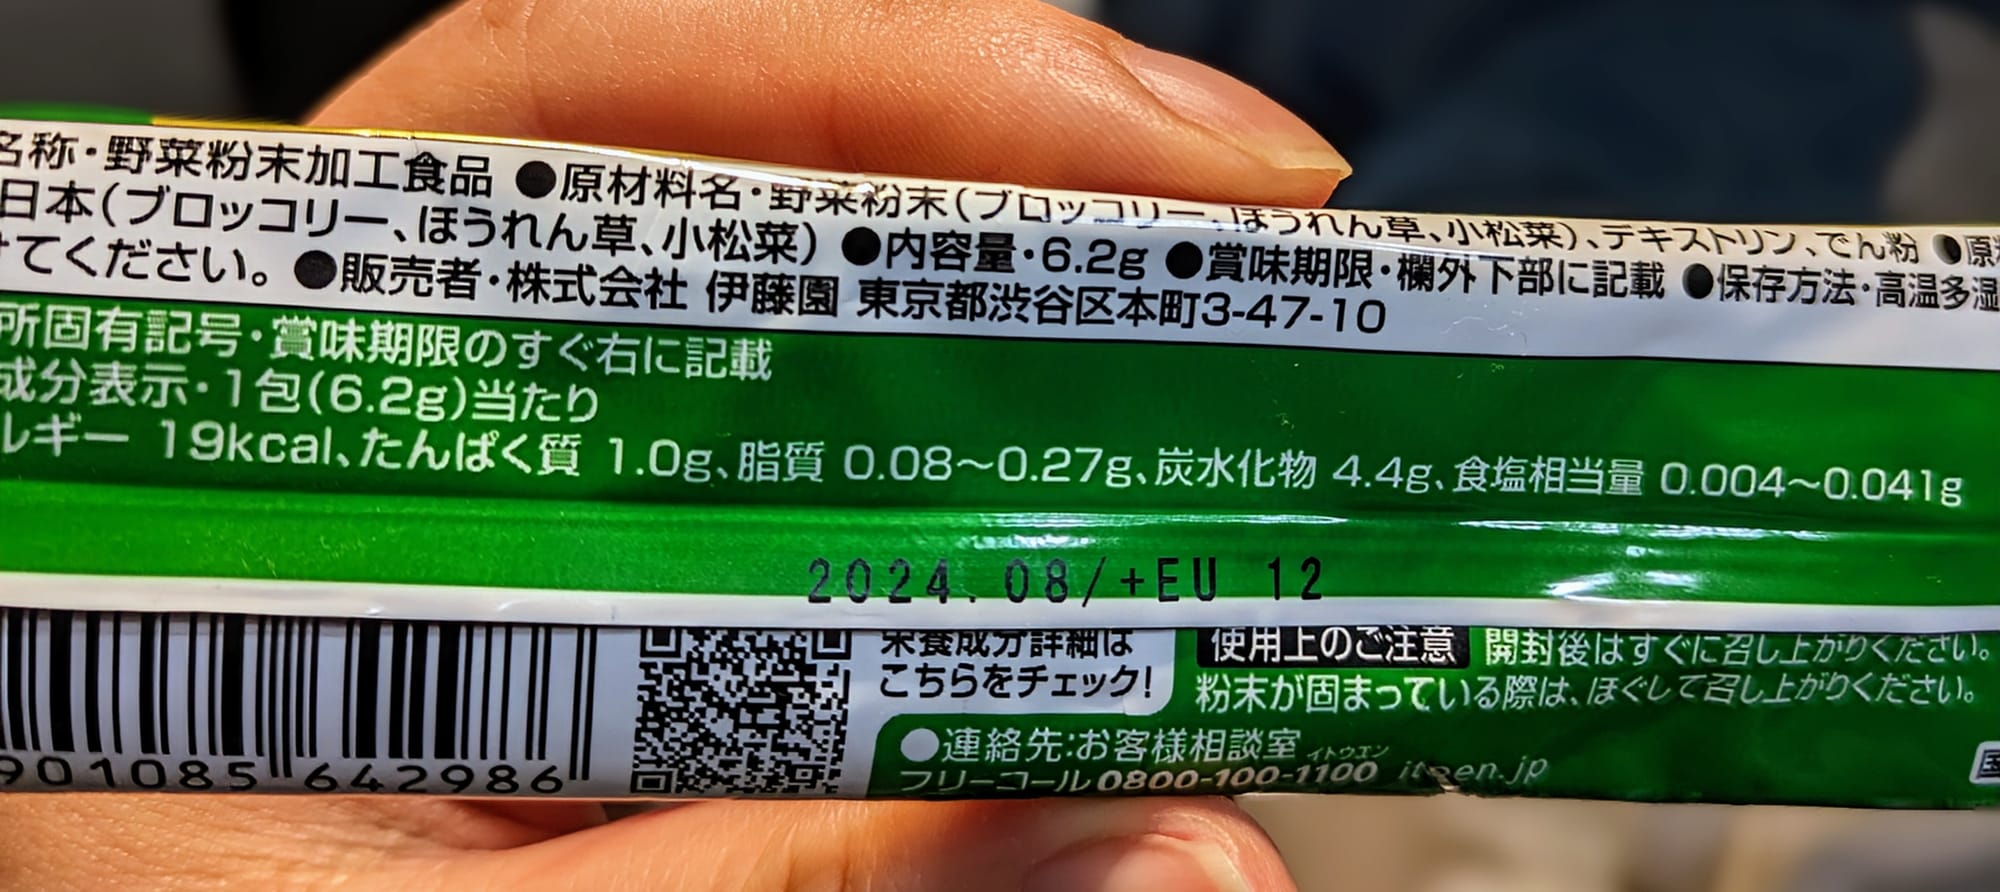 名称・野菜粉末加工食品 ●原材料名・野菜粉末(ブロッコリー、ほうれん草、小松菜)、デキストリン、でん粉 ●原
日本(ブロッコリー、ほうれん草、小松菜) ●内容量・6.2g ●賞味期限・欄外下部に記載 ●保存方法・高温多湿
てください。 ●販売者・株式会社 伊藤園 東京都渋谷区本町3-47-10
所固有記号・賞味期限のすぐ右に記載
成分表示・1包(6.2g)当たり
ルギー 19kcal、たんぱく質 1.0g、脂質 0.08～0.27g、炭水化物 4.4g、食塩相当量 0.004～0.041g
2024.08/+EU 12
901085 642986
栄養成分詳細は
こちらをチェック!
使用上のご注意 開封後はすぐに召し上がりください。
粉末が固まっている際は、ほぐして召し上がりください。
●連絡先:お客様相談室
イトウエン
フリーコール 0800-100-1100 itoen.jp